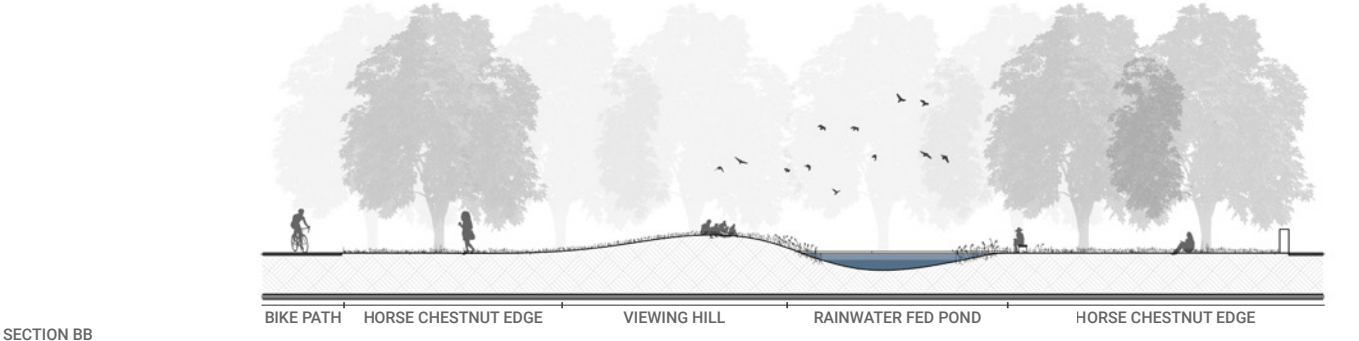 BIKE PATH HORSE CHESTNUT EDGE VIEWING HILL RAINWATER FED POND HORSE CHESTNUT EDGE
SECTION BB